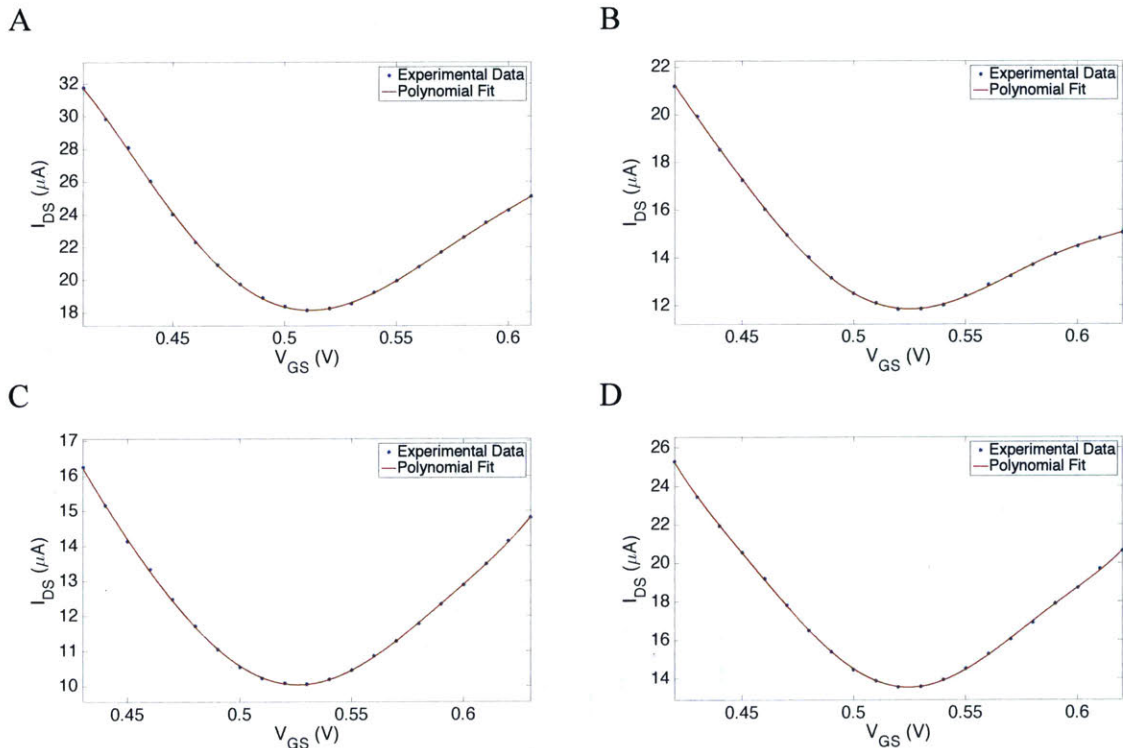 A
Experimental Data
Polynomial Fit
32
30
28
26
24
22
20
18
0.45
0.5
0.55
0.6
I_DS (μA)
V_GS (V)
B
Experimental Data
Polynomial Fit
22
20
18
16
14
12
0.45
0.5
0.55
0.6
I_DS (μA)
V_GS (V)
C
Experimental Data
Polynomial Fit
17
16
15
14
13
12
11
10
0.45
0.5
0.55
0.6
I_DS (μA)
V_GS (V)
D
Experimental Data
Polynomial Fit
26
24
22
20
18
16
14
0.45
0.5
0.55
0.6
I_DS (μA)
V_GS (V)